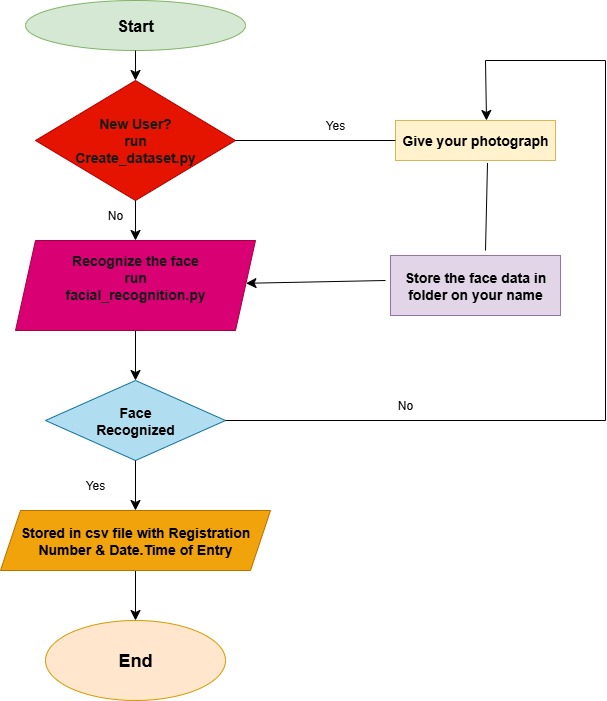 Start
New User?
run
Create_dataset.py
Yes
Give your photograph
No
Recognize the face
run
facial_recognition.py
Store the face data in
folder on your name
Face
Recognized
No
Yes
Stored in csv file with Registration
Number & Date.Time of Entry
End